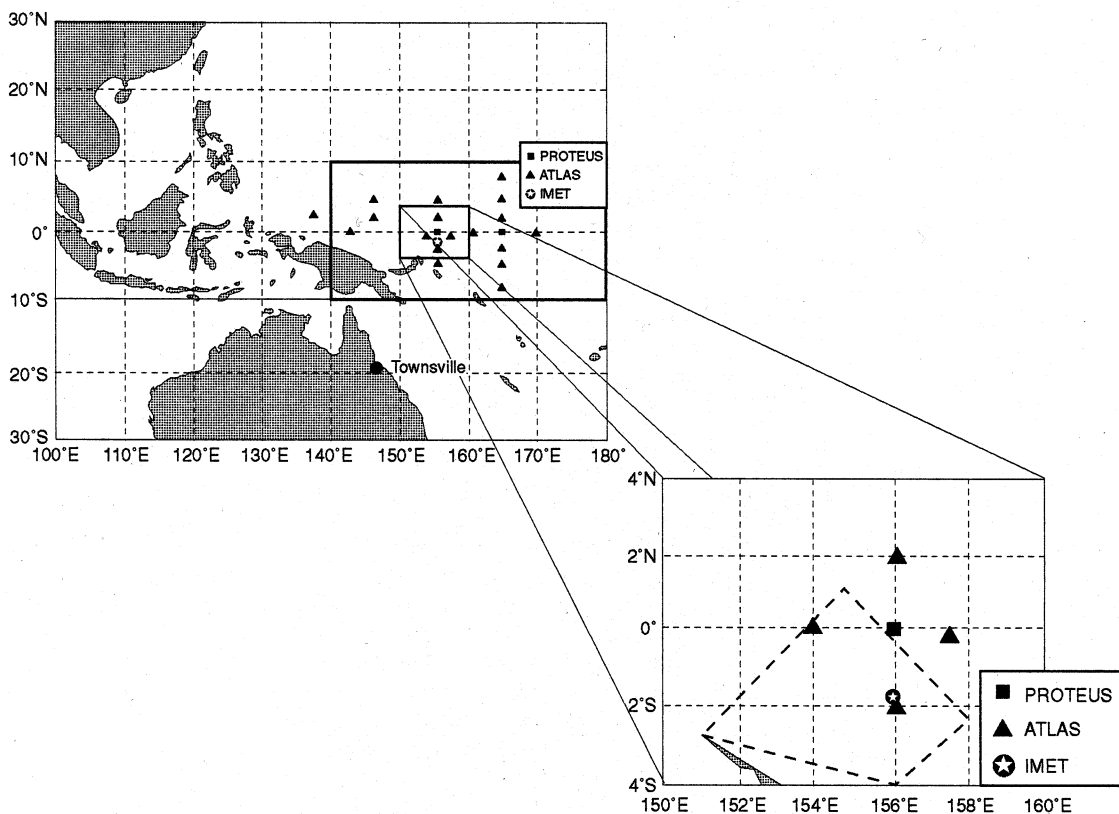 30°N
20°N
10°N
PROTEUS
ATLAS
IMET
0°
10°S
Townsville
20°S
30°S
100°E 110°E 120°E 130°E 140°E 150°E 160°E 170°E 180°
4°N
2°N
0°
PROTEUS
2°S
ATLAS
IMET
4°S
150°E 152°E 154°E 156°E 158°E 160°E